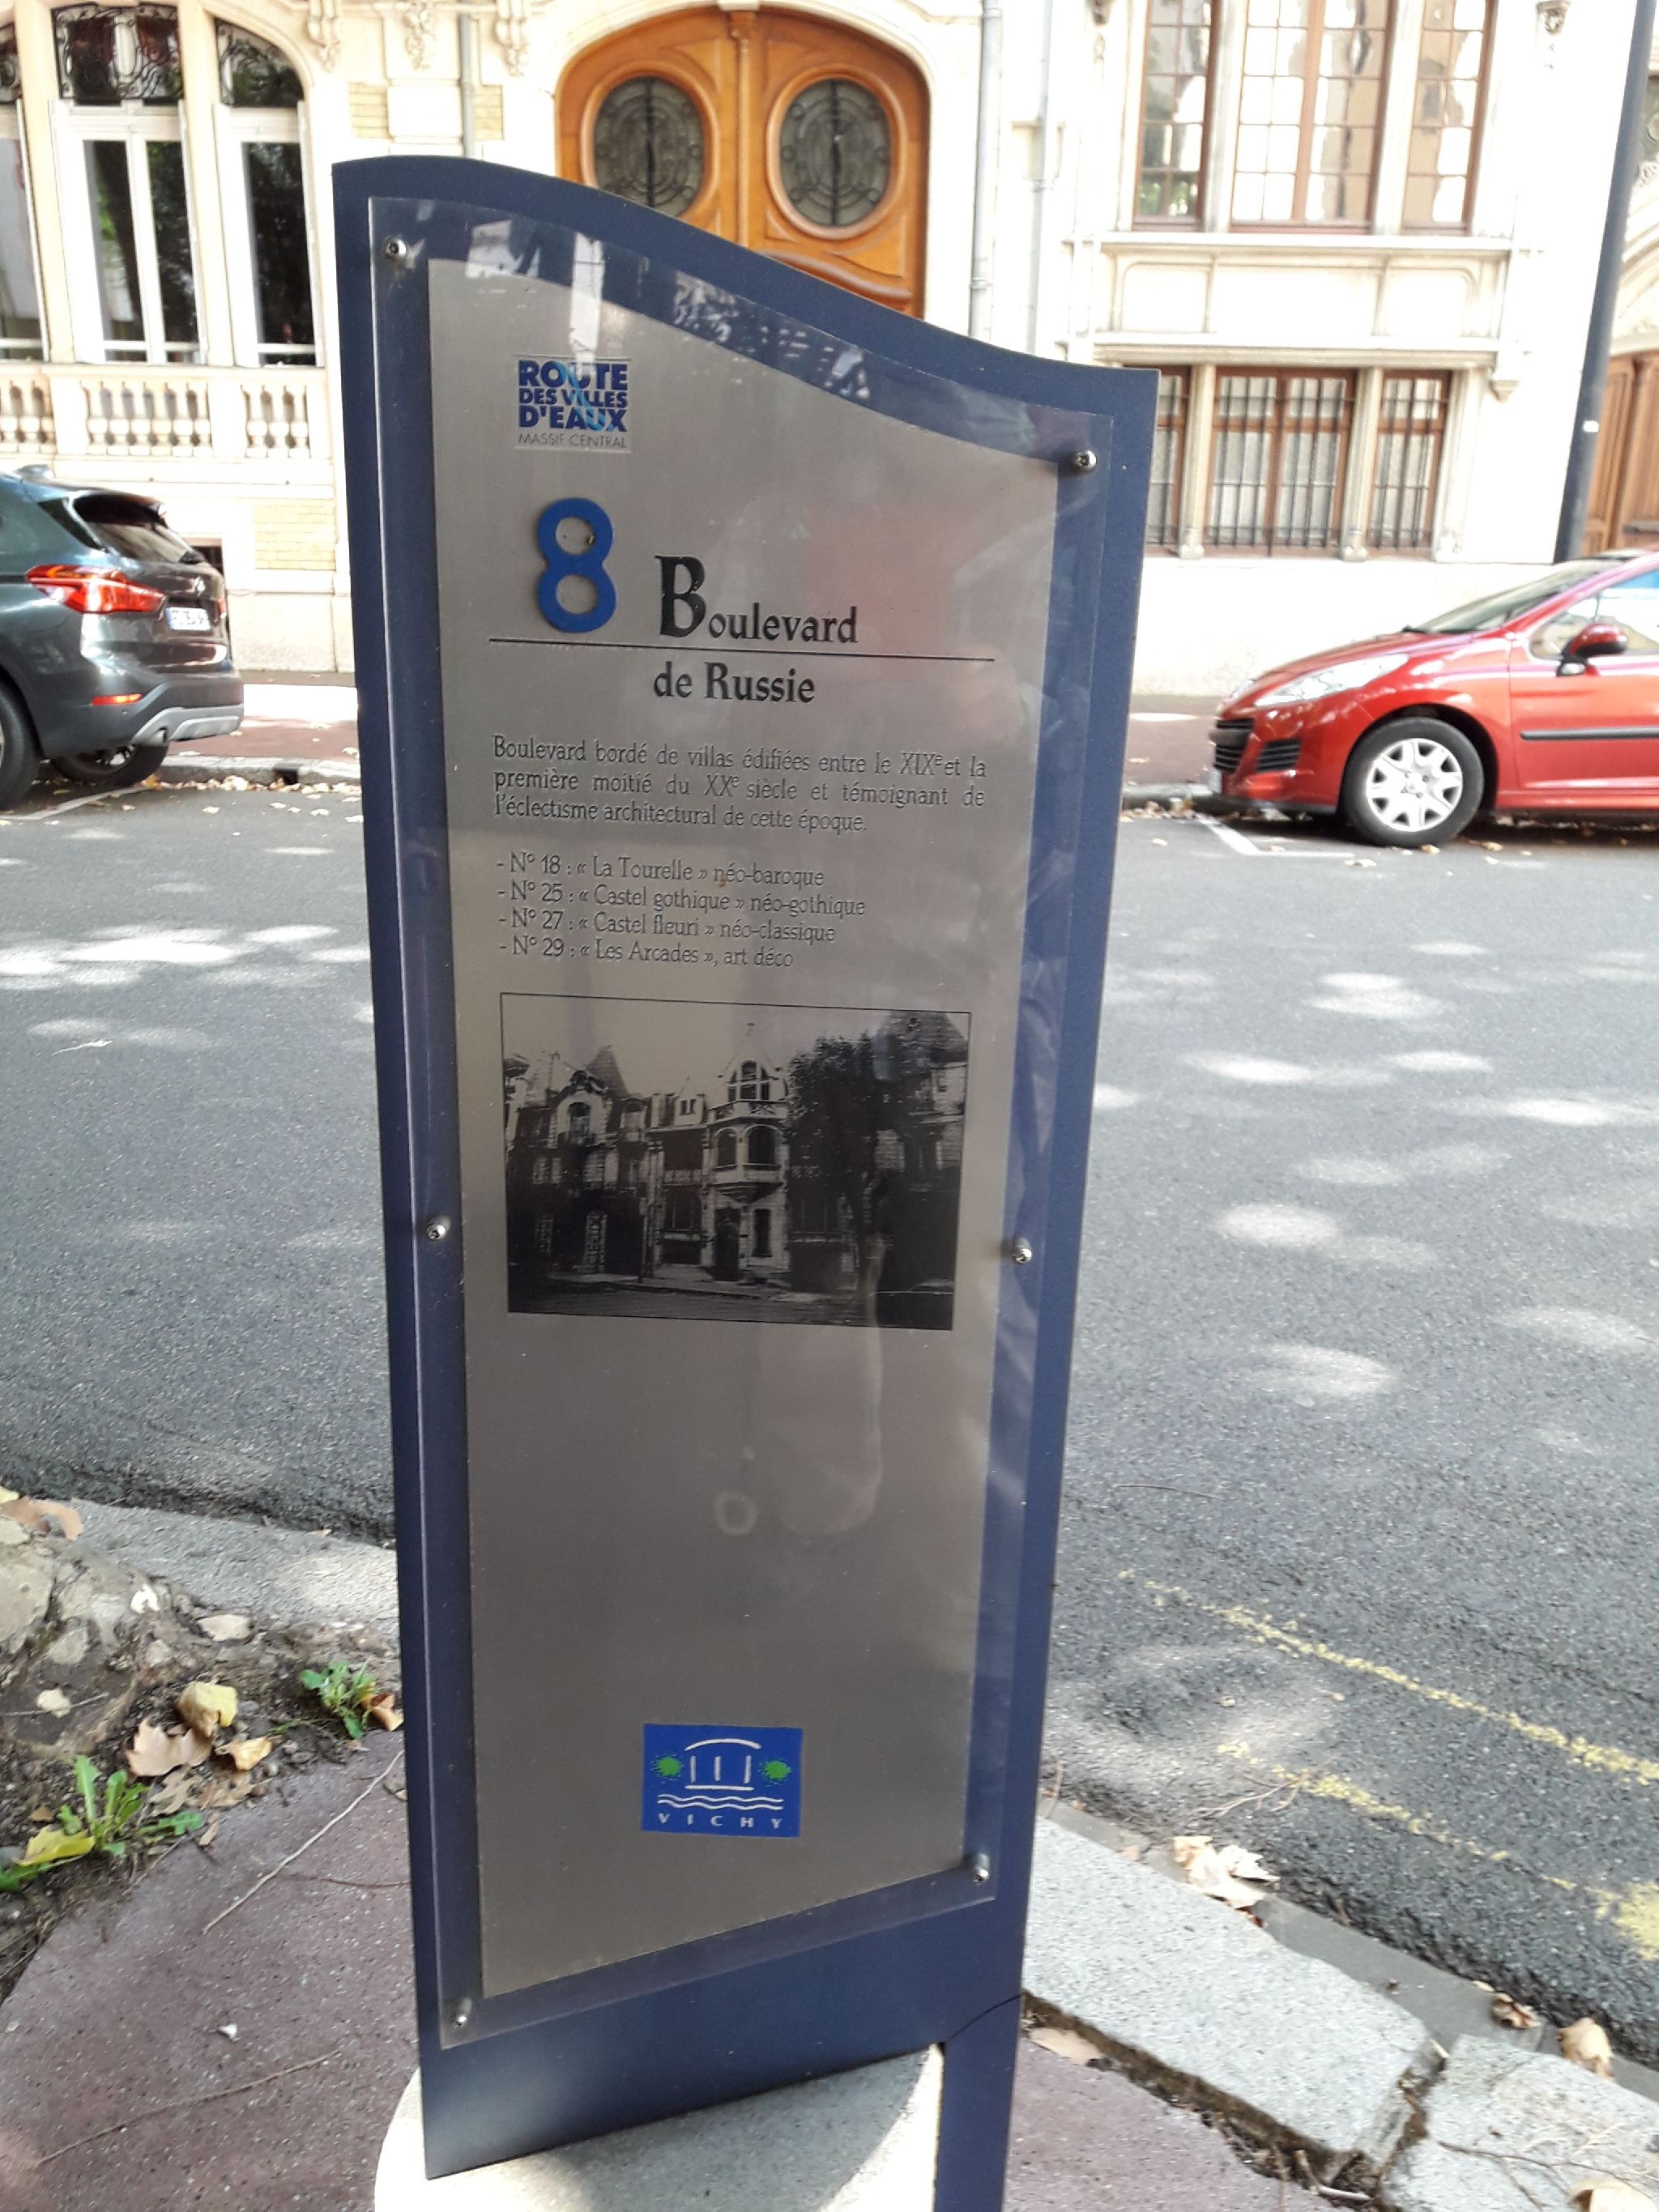 ROUTE
DES VILLES
D'EAUX
MASSIF CENTRAL
8 Boulevard
de Russie
Boulevard bordé de villas édifiées entre le XIXe et la
première moitié du XXe siècle et témoignant de
l'éclectisme architectural de cette époque.
- N° 18 : « La Tourelle » néo-baroque
- N° 25 : « Castel gothique » néo-gothique
- N° 27 : « Castel fleuri » néo-classique
- N° 29 : « Les Arcades », art déco
VICHY